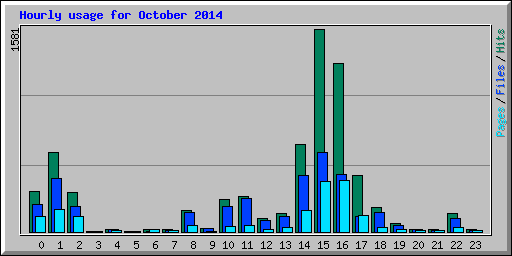 Hourly usage for October 2014
1581
Pages/Files/Hits
0 1 2 3 4 5 6 7 8 9 10 11 12 13 14 15 16 17 18 19 20 21 22 23